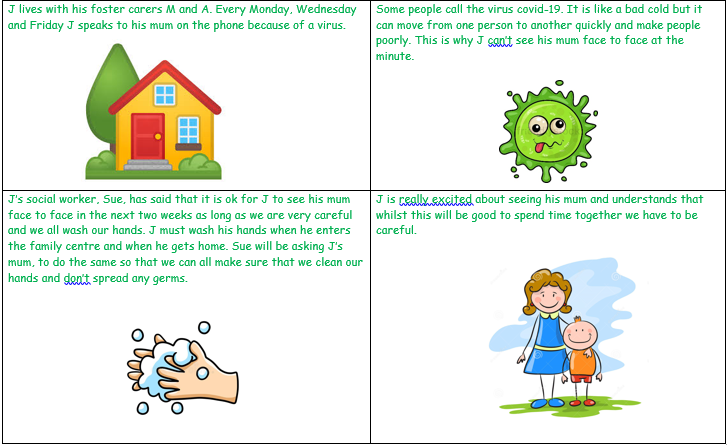 J lives with his foster carers M and A. Every Monday, Wednesday
and Friday J speaks to his mum on the phone because of a virus.
Some people call the virus covid-19. It is like a bad cold but it
can move from one person to another quickly and make people
poorly. This is why J can't see his mum face to face at the
minute.
J's social worker, Sue, has said that it is ok for J to see his mum
face to face in the next two weeks as long as we are very careful
and we all wash our hands. J must wash his hands when he enters
the family centre and when he gets home. Sue will be asking J's
mum, to do the same so that we can all make sure that we clean our
hands and don't spread any germs.
J is really excited about seeing his mum and understands that
whilst this will be good to spend time together we have to be
careful.